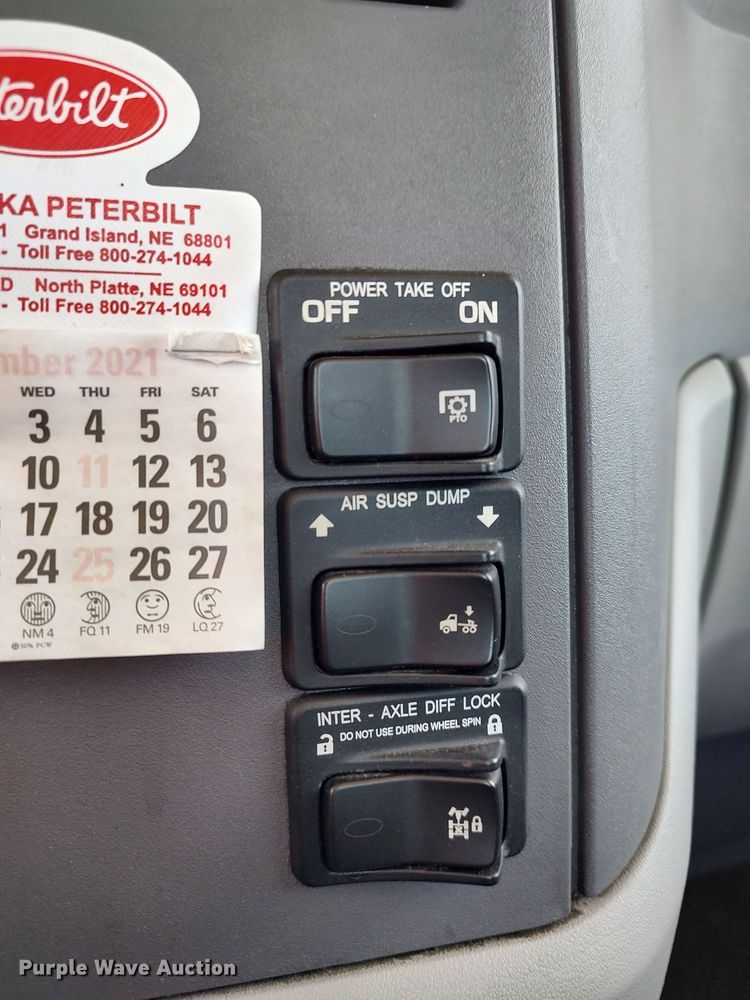 KA PETERBILT
1 Grand Island, NE 68801
- Toll Free 800-274-1044
D North Platte, NE 69101
- Toll Free 800-274-1044
mber 2021
WED THU FRI SAT
3 4 5 6
10 11 12 13
17 18 19 20
24 25 26 27
NM 4 FQ 11 FM 19 LQ 27
50% PCW
POWER TAKE OFF
OFF ON
PTO
AIR SUSP DUMP
INTER - AXLE DIFF LOCK
DO NOT USE DURING WHEEL SPIN
Purple Wave Auction